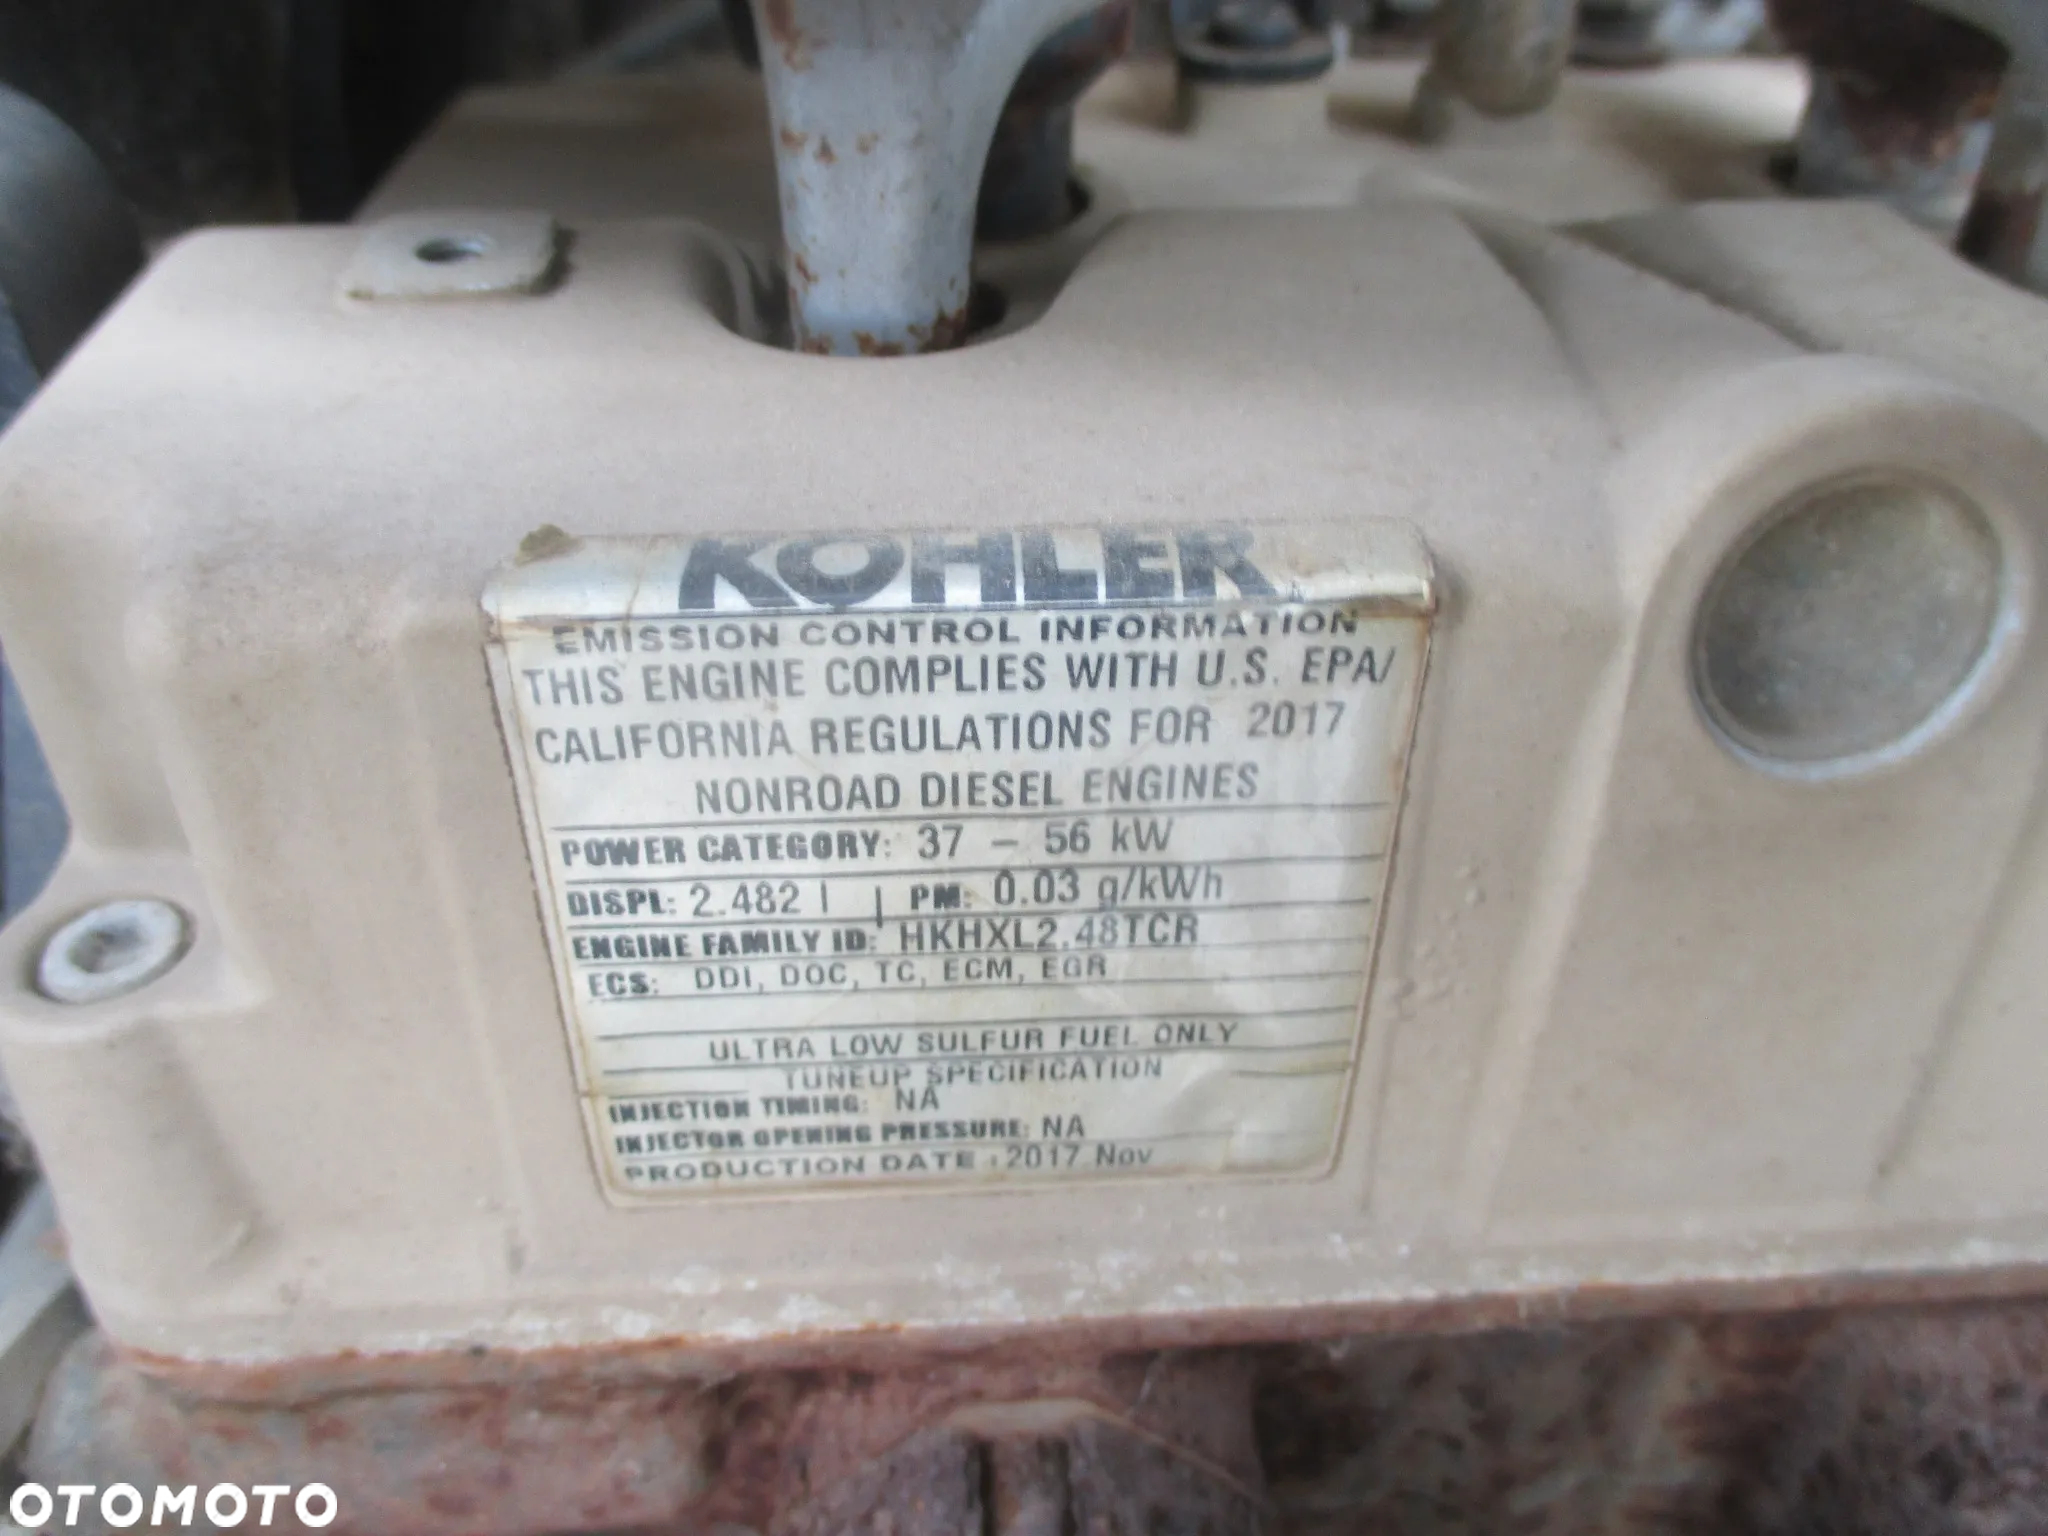 KOHLER
EMISSION CONTROL INFORMATION
THIS ENGINE COMPLIES WITH U.S. EPA/
CALIFORNIA REGULATIONS FOR 2017
NONROAD DIESEL ENGINES
POWER CATEGORY: 37 – 56 kW
DISPL: 2.482 l | PM: 0.03 g/kWh
ENGINE FAMILY ID: HKHXL2.48TCR
ECS: DDI, DOC, TC, ECM, EGR
ULTRA LOW SULFUR FUEL ONLY
TUNEUP SPECIFICATION
INJECTION TIMING: NA
INJECTOR OPENING PRESSURE: NA
PRODUCTION DATE : 2017 Nov
OTOMOTO